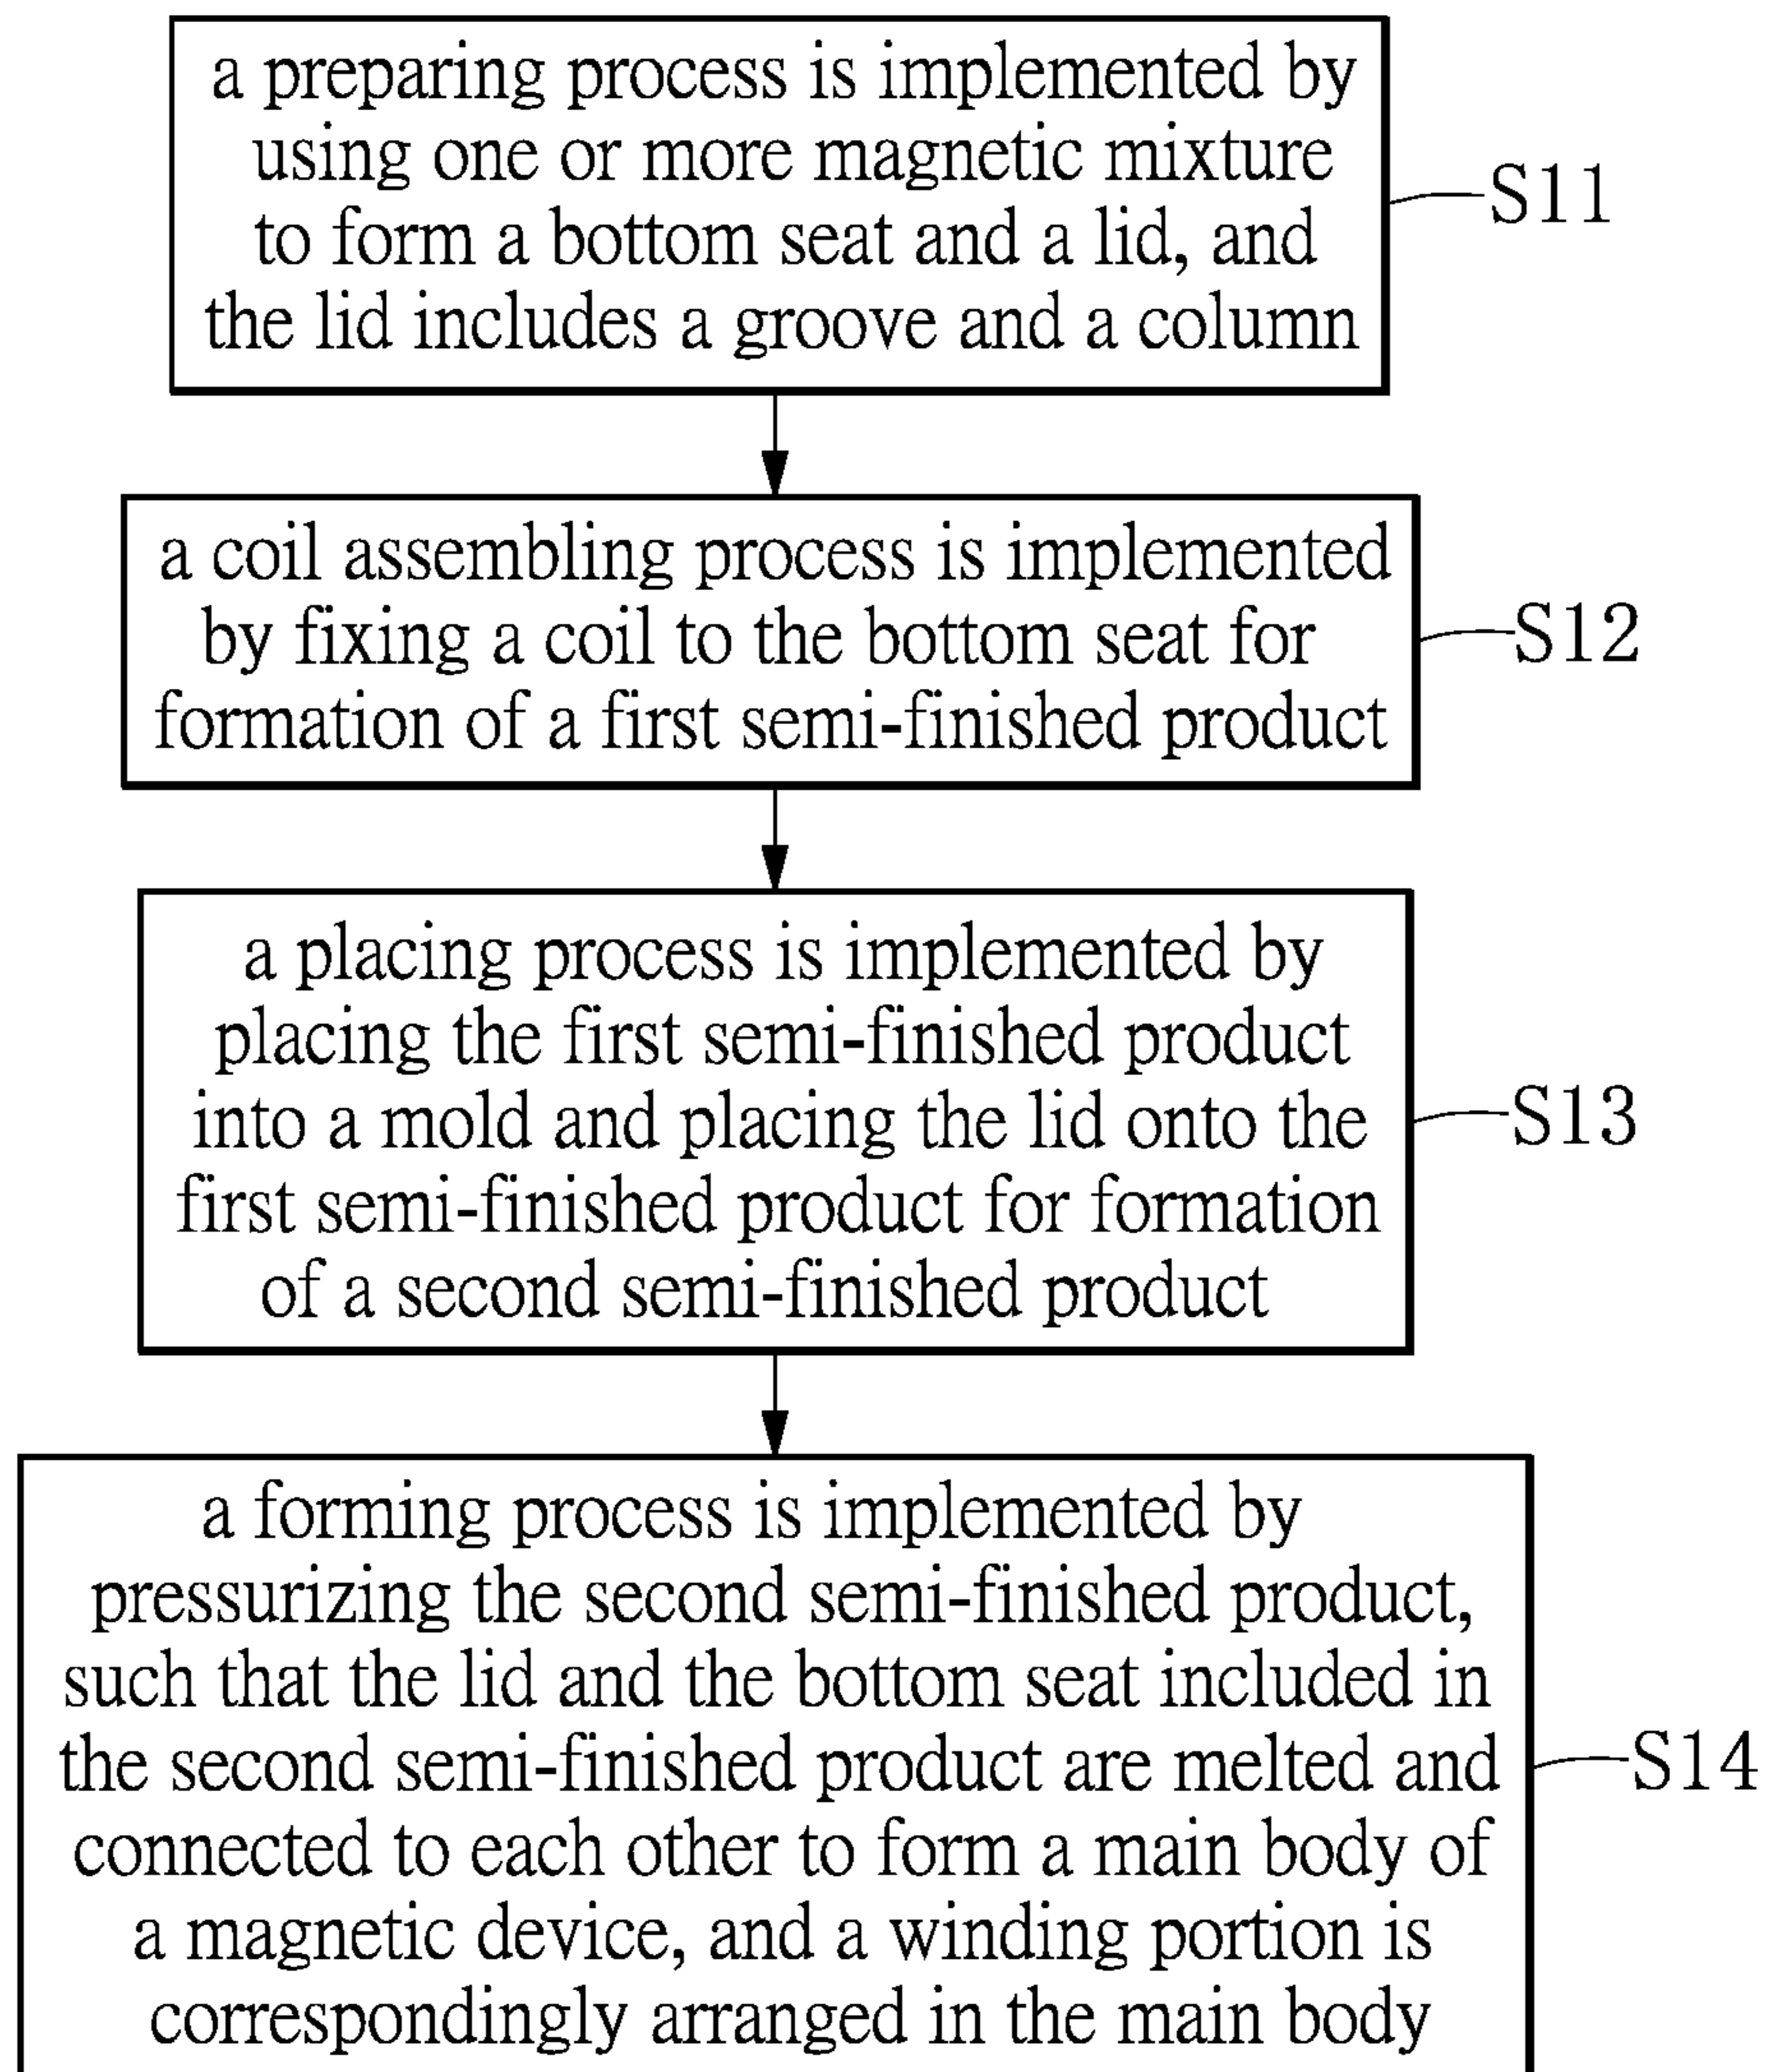 a preparing process is implemented by
using one or more magnetic mixture
to form a bottom seat and a lid, and
the lid includes a groove and a column
S11
a coil assembling process is implemented
by fixing a coil to the bottom seat for
formation of a first semi-finished product
S12
a placing process is implemented by
placing the first semi-finished product
into a mold and placing the lid onto the
first semi-finished product for formation
of a second semi-finished product
S13
a forming process is implemented by
pressurizing the second semi-finished product,
such that the lid and the bottom seat included in
the second semi-finished product are melted and
connected to each other to form a main body of
a magnetic device, and a winding portion is
correspondingly arranged in the main body
S14